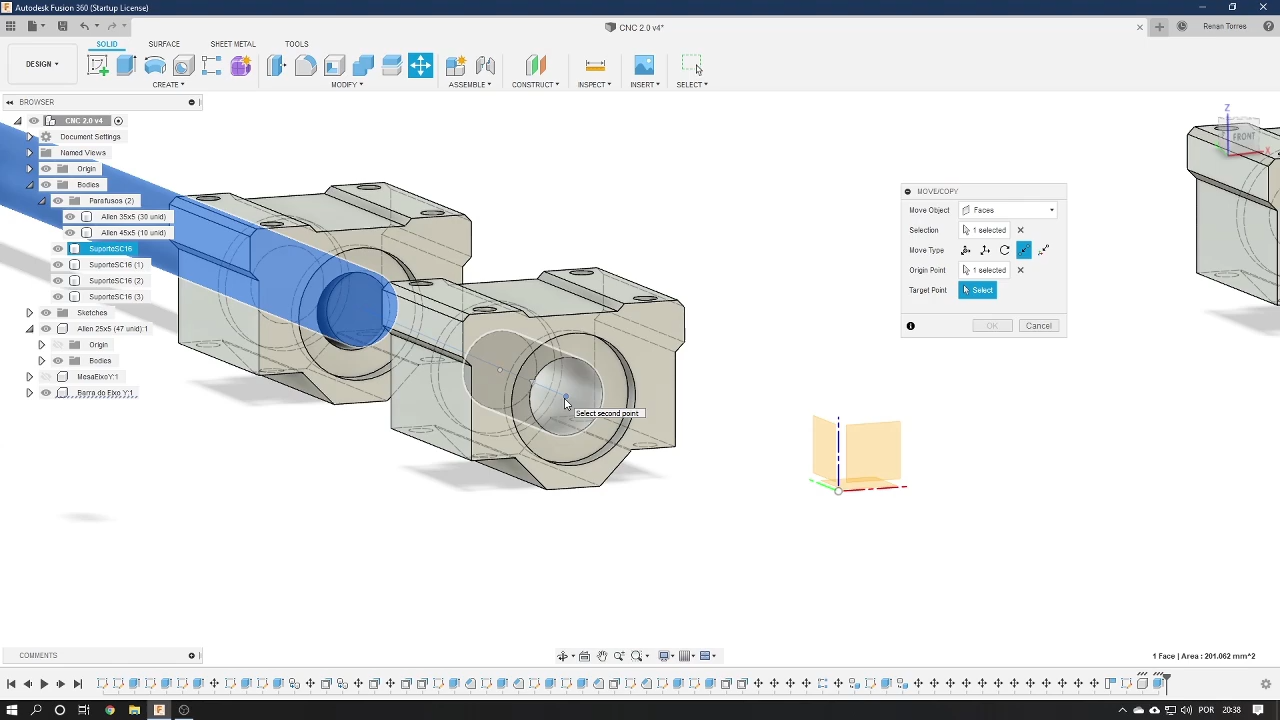 Autodesk Fusion 360 (Startup License)
CNC 2.0 v4*
Renan Torres
SOLID SURFACE SHEET METAL TOOLS
DESIGN
CREATE MODIFY ASSEMBLE CONSTRUCT INSPECT INSERT SELECT
BROWSER
CNC 2.0 v4
Document Settings
Named Views
Origin
Bodies
Parafusos (2)
Allen 35x5 (30 unid)
Allen 45x5 (10 unid)
SuporteSC16
SuporteSC16 (1)
SuporteSC16 (2)
SuporteSC16 (3)
Sketches
Allen 25x5 (47 unid):1
Origin
Bodies
MesaEixoY:1
Barra do Eixo Y:1
Z
FRONT
X
MOVE/COPY
Move Object Faces
Selection 1 selected
Move Type
Origin Point 1 selected
Target Point Select
OK Cancel
Select second point
COMMENTS
1 Face | Area : 201.062 mm^2
POR 20:38